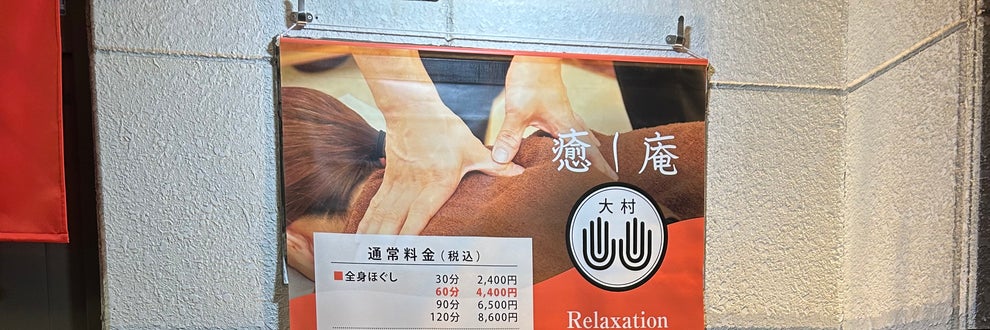 癒ー庵
大村
通常料金(税込)
■全身ほぐし
30分 2,400円
60分 4,400円
90分 6,500円
120分 8,600円
Relaxation